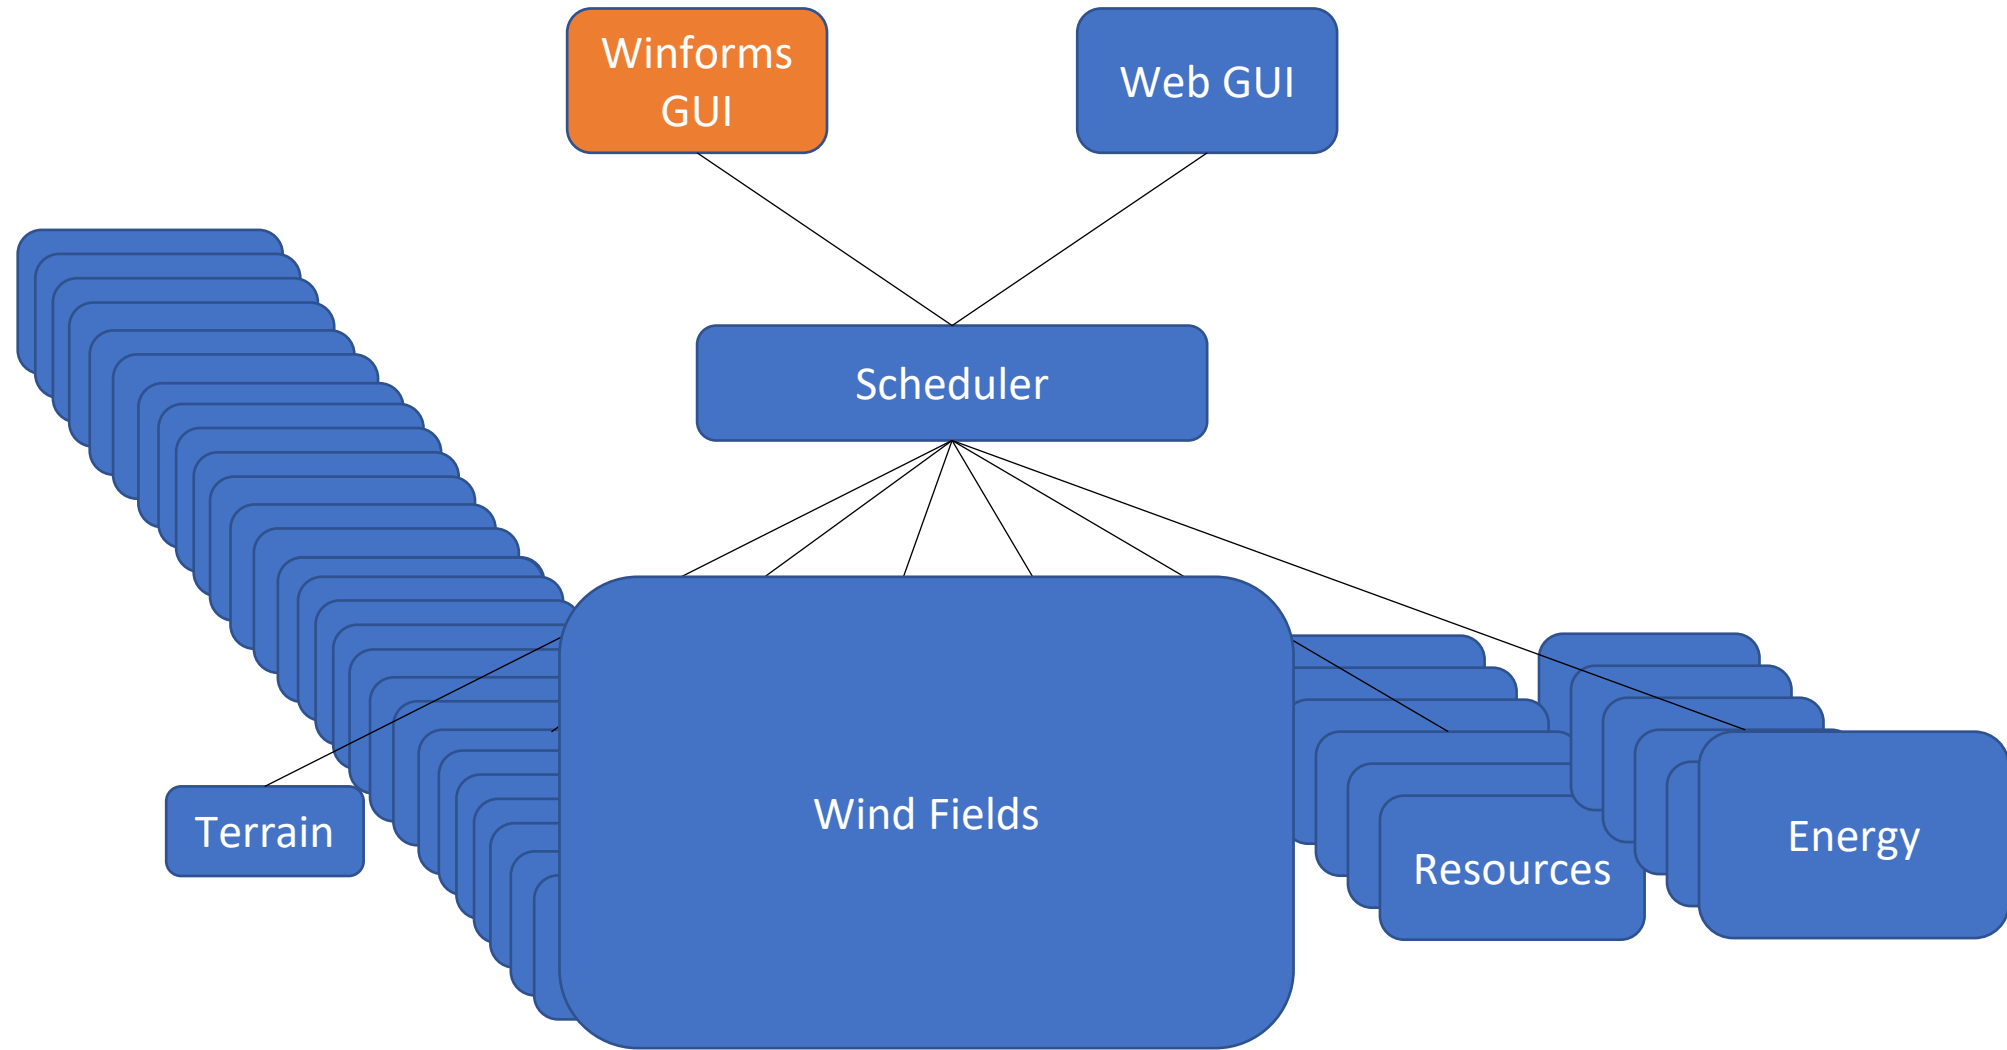 Winforms
GUI
Web GUI
Scheduler
Terrain
Wind Fields
Resources
Energy